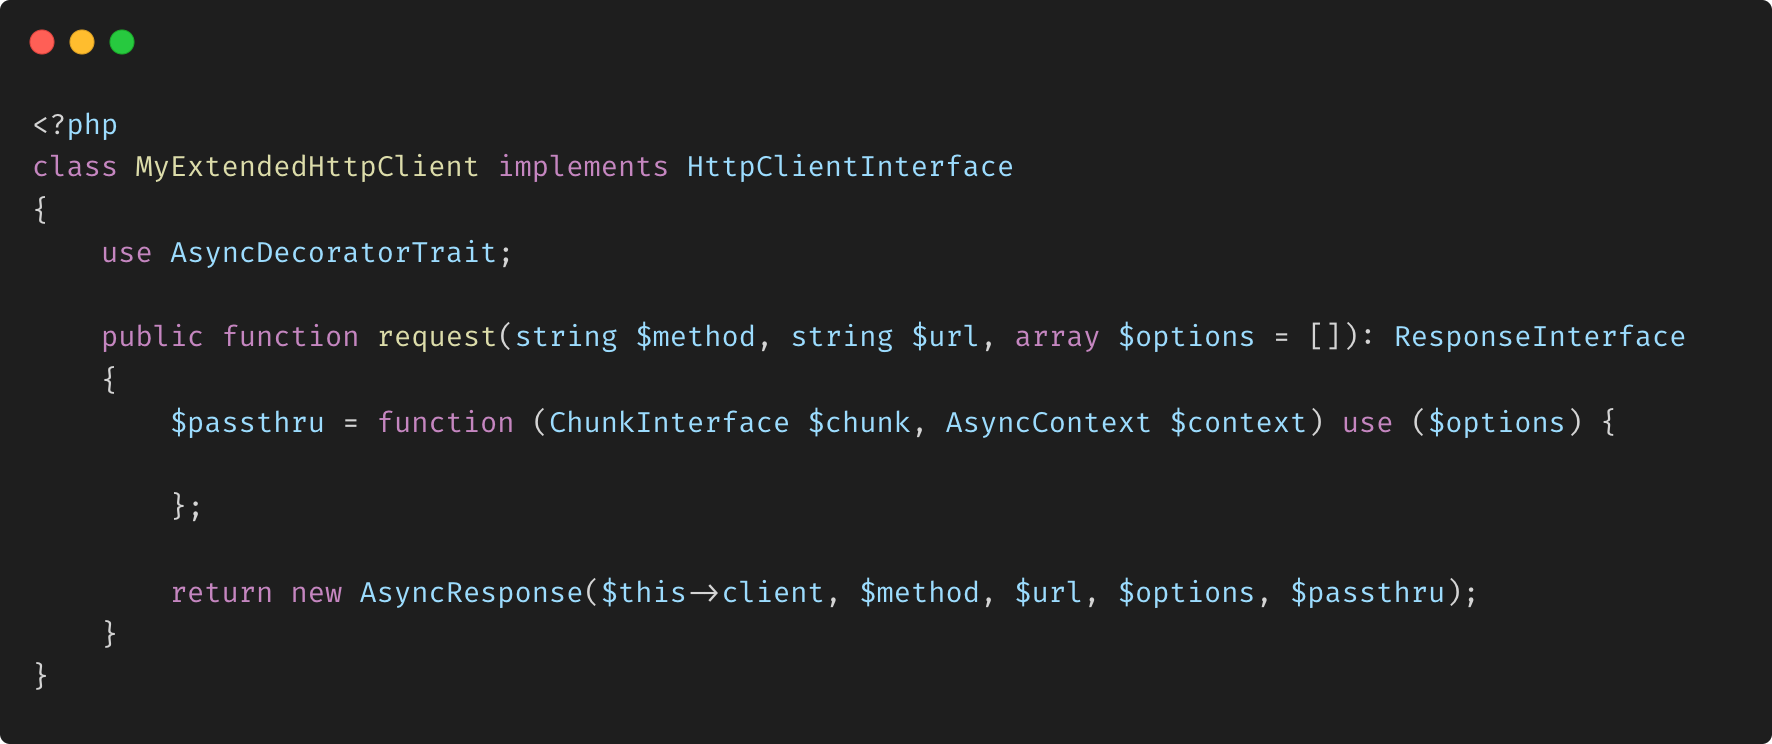 <?php
class MyExtendedHttpClient implements HttpClientInterface
{
    use AsyncDecoratorTrait;

    public function request(string $method, string $url, array $options = []): ResponseInterface
    {
        $passthru = function (ChunkInterface $chunk, AsyncContext $context) use ($options) {

        };

        return new AsyncResponse($this->client, $method, $url, $options, $passthru);
    }
}